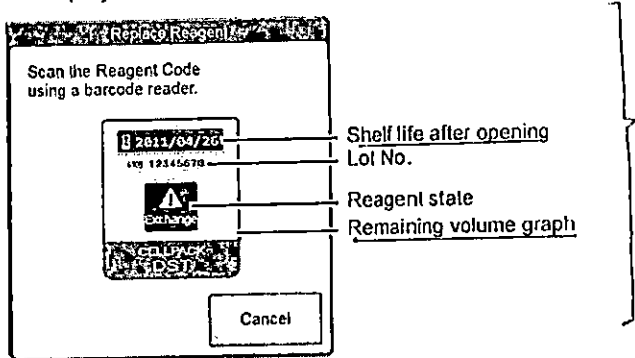 Replace Reagent
Scan the Reagent Code
using a barcode reader.
2011/04/26
12345678
Exchange
CELLPACK
DST
Cancel
Shelf life after opening
Lot No.
Reagent state
Remaining volume graph